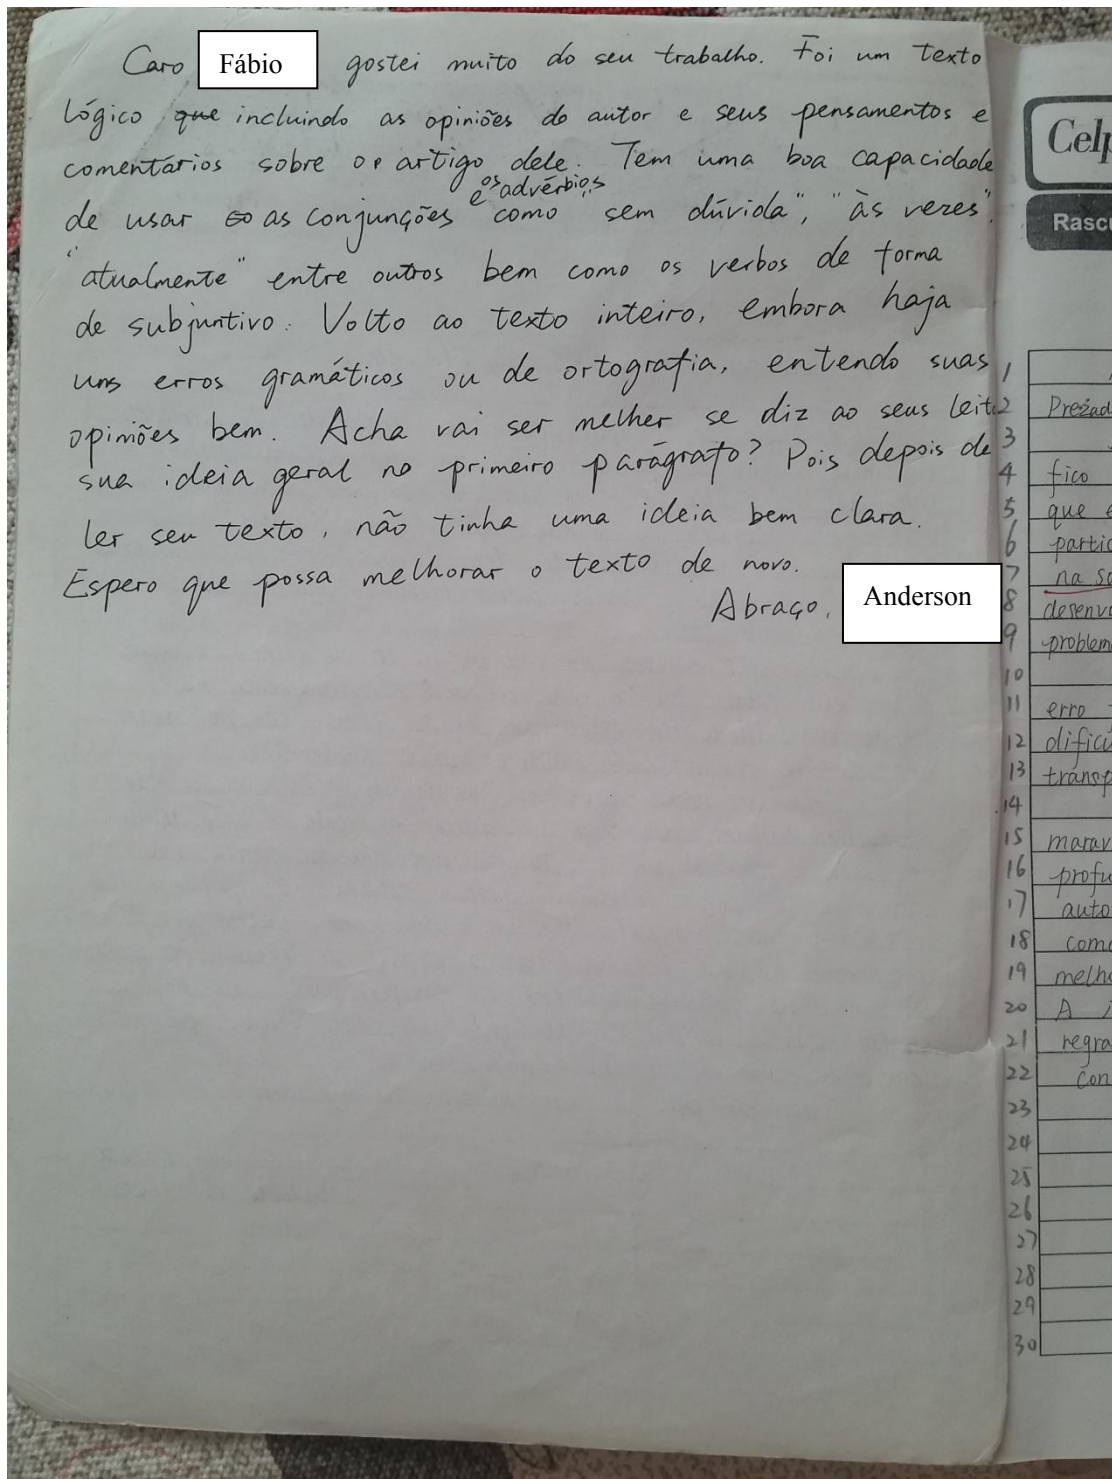 Caro Fábio gostei muito do seu trabalho. Foi um texto
lógico que incluindo as opiniões do autor e seus pensamentos e
comentários sobre o artigo dele. Tem uma boa capacidade
e os advérbios
de usar as conjunções como "sem dúvida", "às vezes",
"atualmente" entre outros bem como os verbos de forma
de subjuntivo. Volto ao texto inteiro, embora haja
uns erros gramáticos ou de ortografia, entendo suas
opiniões bem. Acha vai ser melher se diz ao seus leito
sua ideia geral no primeiro parágrafo? Pois depois de
ler seu texto, não tinha uma ideia bem clara.
Espero que possa melhorar o texto de novo.
Abraço, Anderson
Celp
Rascu
1
2 Prezad
3
4 fico
5 que e
6 partic
7 na so
8 desenvo
9 problem
10
11 erro
12 dificu
13 transp
14
15 marav
16 profu
17 auto
18 como
19 melho
20 A i
21 regra
22 con
23
24
25
26
27
28
29
30